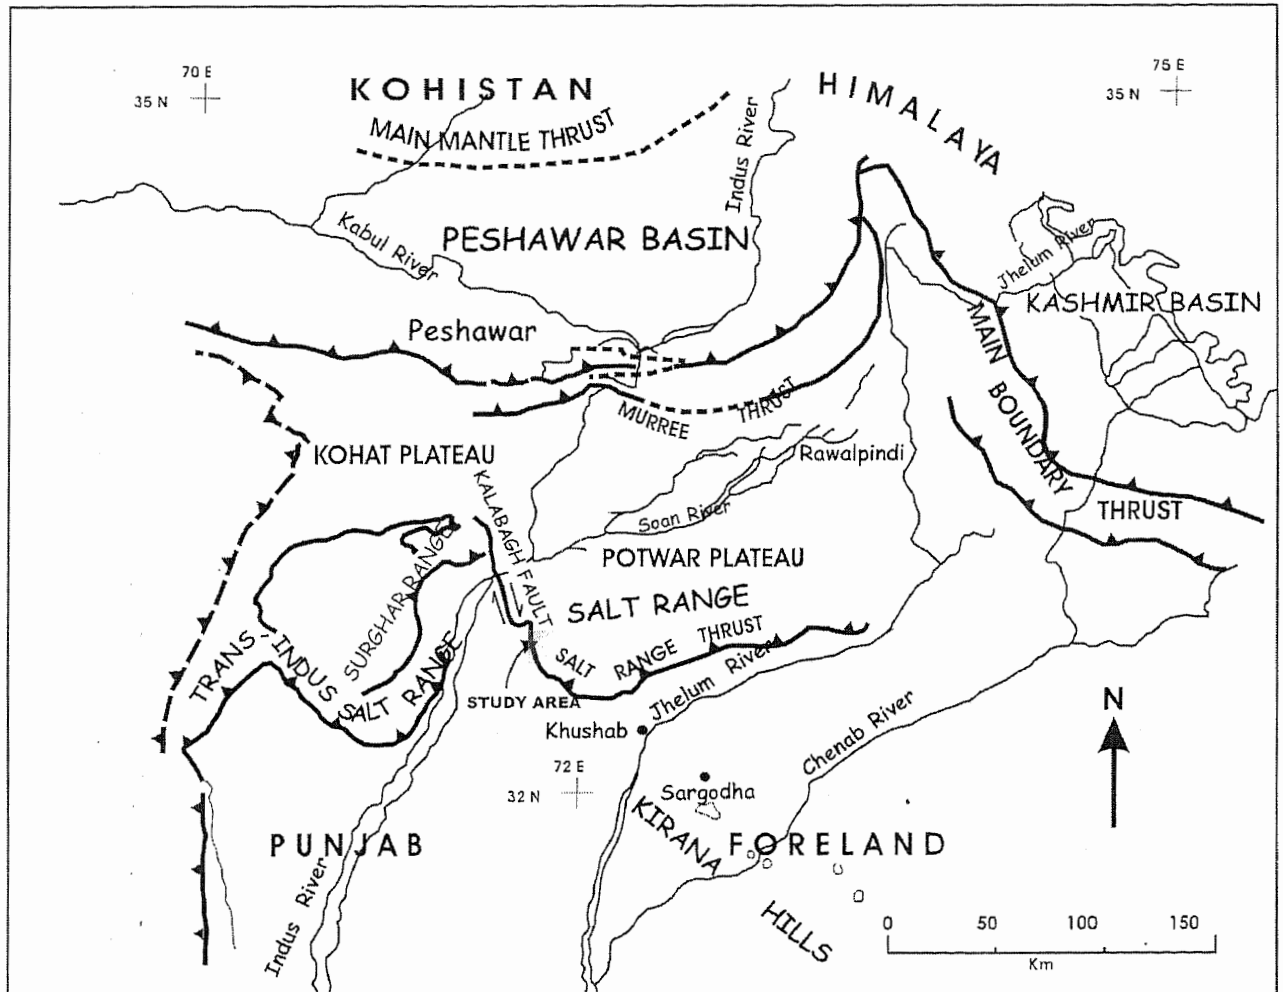 70 E
35 N
KOHISTAN
MAIN MANTLE THRUST
Indus River
HIMALAYA
75 E
35 N
Kabul River
PESHAWAR BASIN
Jhelum River
KASHMIR BASIN
Peshawar
MAIN BOUNDARY THRUST
MURREE THRUST
KOHAT PLATEAU
Rawalpindi
KALABAGH FAULT
Soan River
POTWAR PLATEAU
SURGHAR RANGE
SALT RANGE
TRANS-INDUS SALT RANGE
SALT RANGE THRUST
STUDY AREA
Jhelum River
Khushab
Chenab River
N
72 E
32 N
Sargodha
KIRANA HILLS
PUNJAB FORELAND
Indus River
0 50 100 150
Km